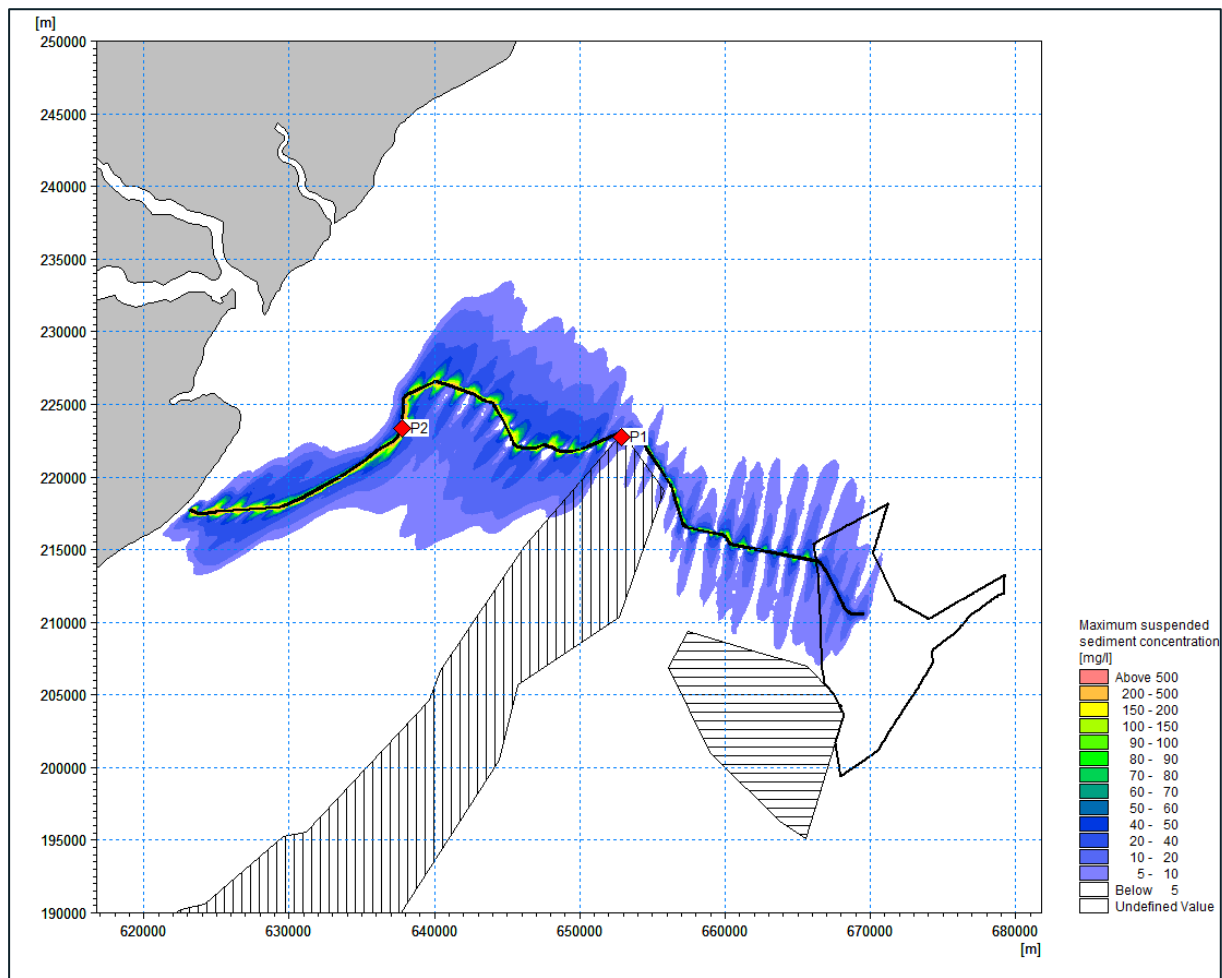 [m]
250000
245000
240000
235000
230000
225000
220000
215000
210000
205000
200000
195000
190000
P2
P1
620000 630000 640000 650000 660000 670000 680000
[m]
Maximum suspended
sediment concentration
[mg/l]
Above 500
200 - 500
150 - 200
100 - 150
90 - 100
80 - 90
70 - 80
60 - 70
50 - 60
40 - 50
20 - 40
10 - 20
5 - 10
Below 5
Undefined Value